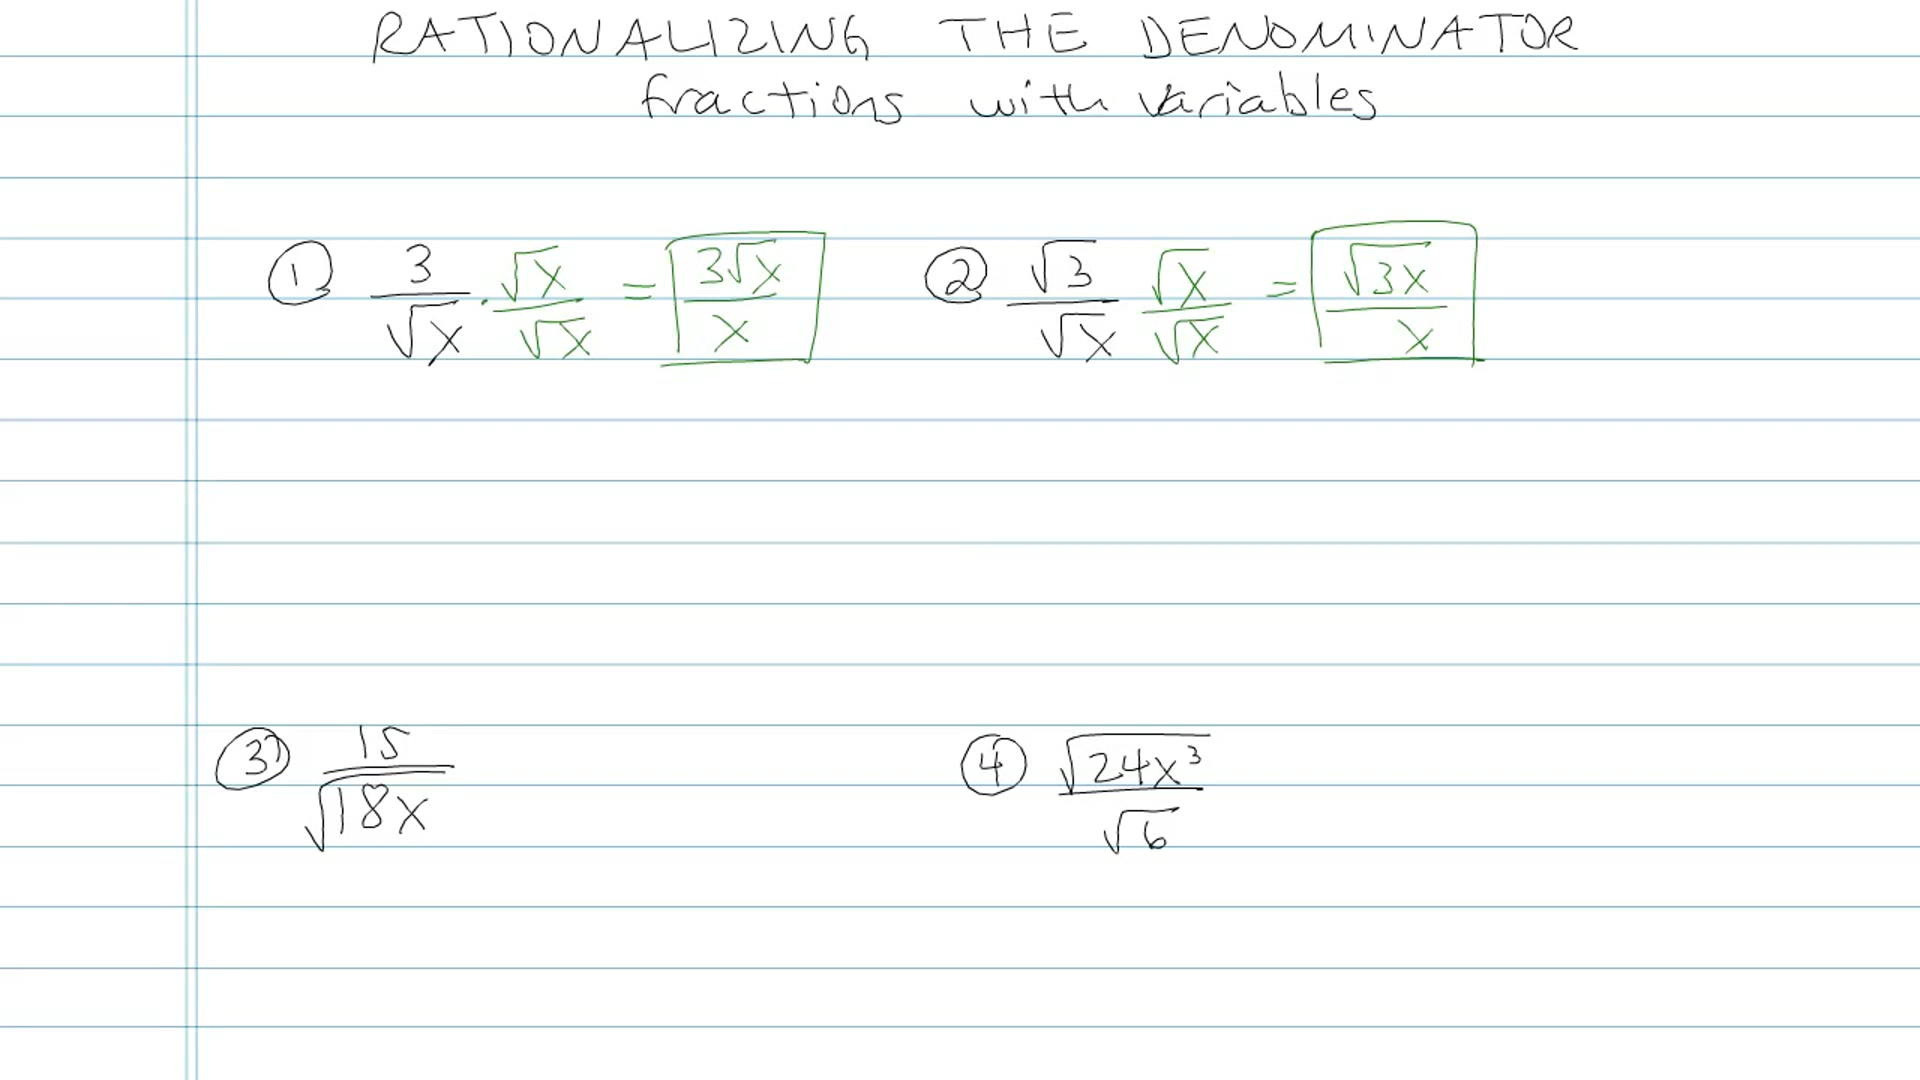 RATIONALIZING THE DENOMINATOR
fractions with variables
① 3/√x · √x/√x = 3√x/x
② √3/√x √x/√x = √3x/x
③ 15/√18x
④ √24x³/√6